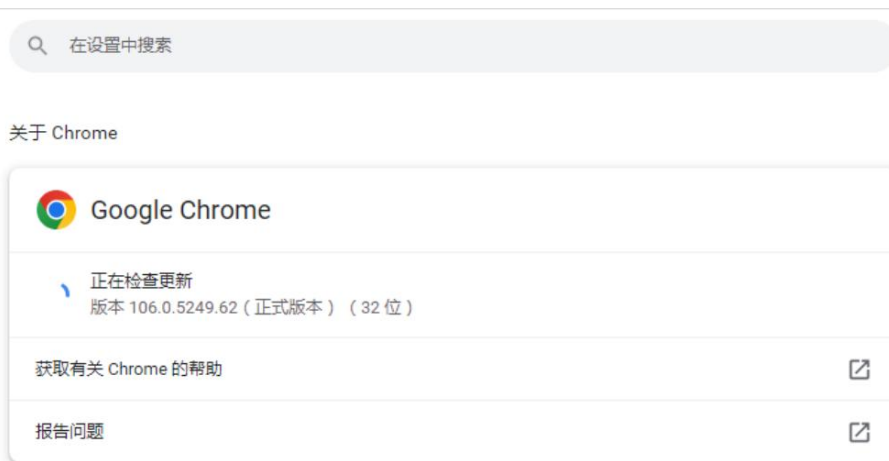 在设置中搜索
关于 Chrome
Google Chrome
正在检查更新
版本 106.0.5249.62（正式版本）（32 位）
获取有关 Chrome 的帮助
报告问题